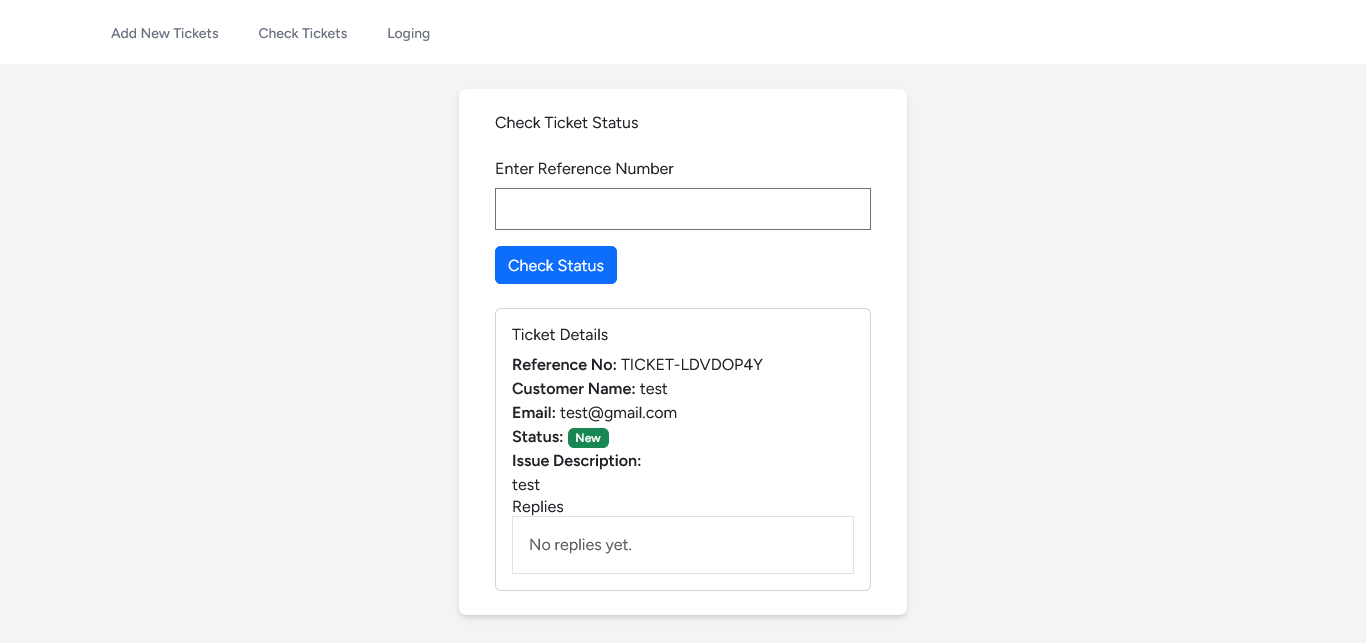 Add New Tickets Check Tickets Loging
Check Ticket Status
Enter Reference Number
Check Status
Ticket Details
Reference No: TICKET-LDVDOP4Y
Customer Name: test
Email: test@gmail.com
Status: New
Issue Description:
test
Replies
No replies yet.